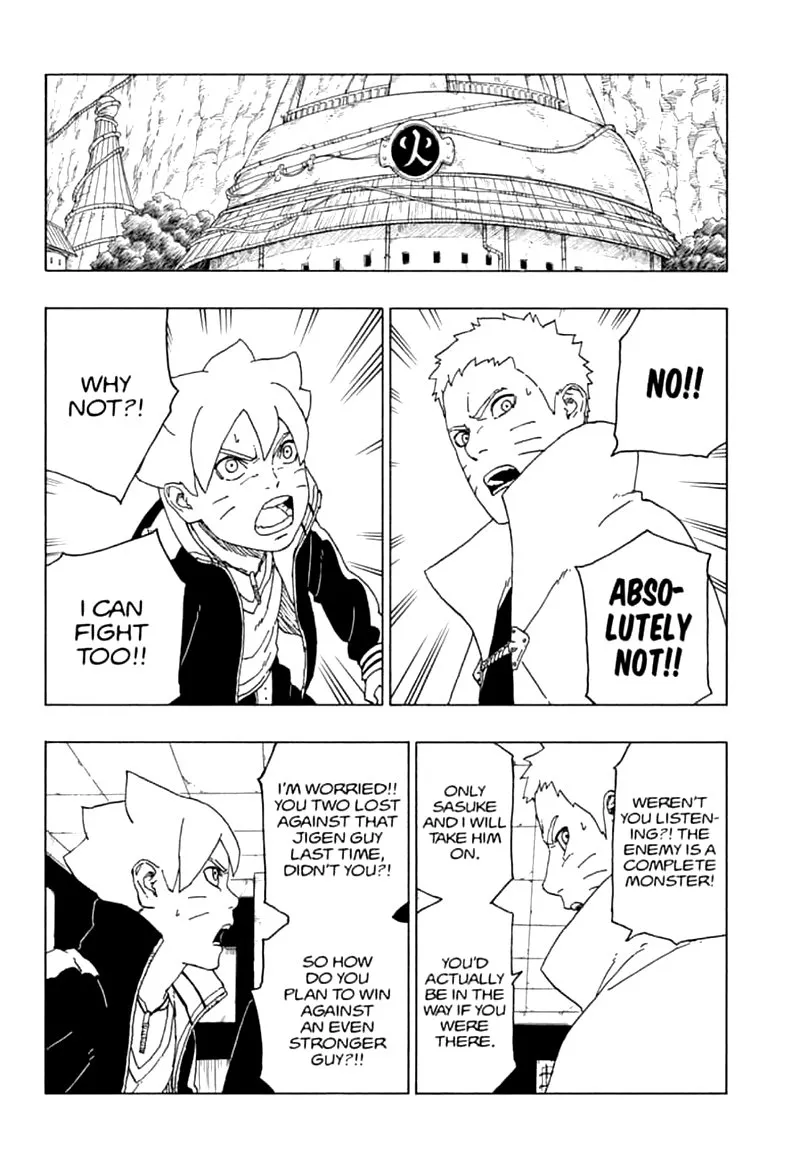 火
NO!!
ABSO-
LUTELY
NOT!!
WHY
NOT?!
I CAN
FIGHT
TOO!!
WEREN'T
YOU LISTEN-
ING?! THE
ENEMY IS A
COMPLETE
MONSTER!
ONLY
SASUKE
AND I WILL
TAKE HIM
ON.
YOU'D
ACTUALLY
BE IN THE
WAY IF YOU
WERE
THERE.
I'M WORRIED!!
YOU TWO LOST
AGAINST THAT
JIGEN GUY
LAST TIME,
DIDN'T YOU?!
SO HOW
DO YOU
PLAN TO WIN
AGAINST
AN EVEN
STRONGER
GUY?!!